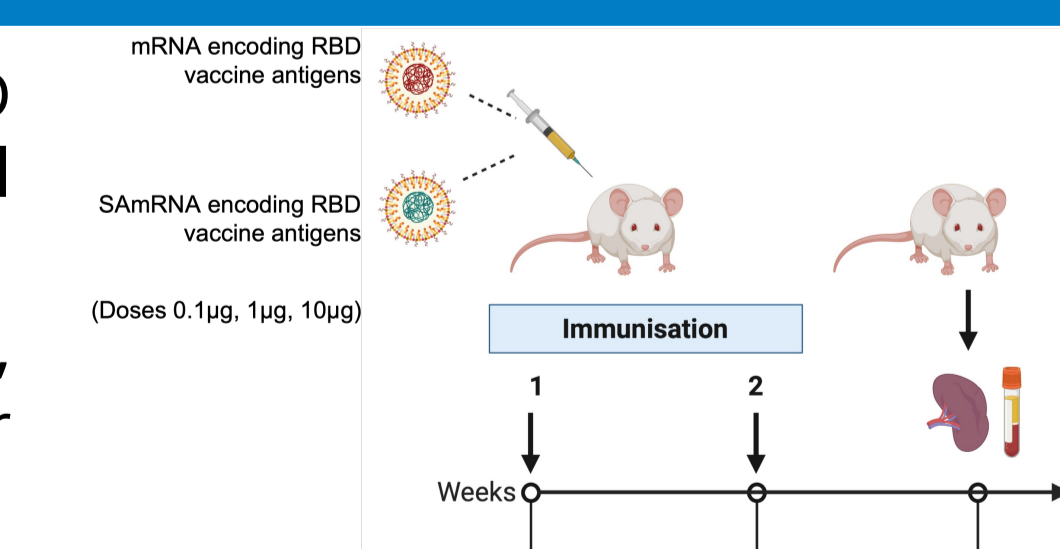 mRNA encoding RBD
vaccine antigens
SAmRNA encoding RBD
vaccine antigens
(Doses 0.1µg, 1µg, 10µg)
Immunisation
1
2
Weeks